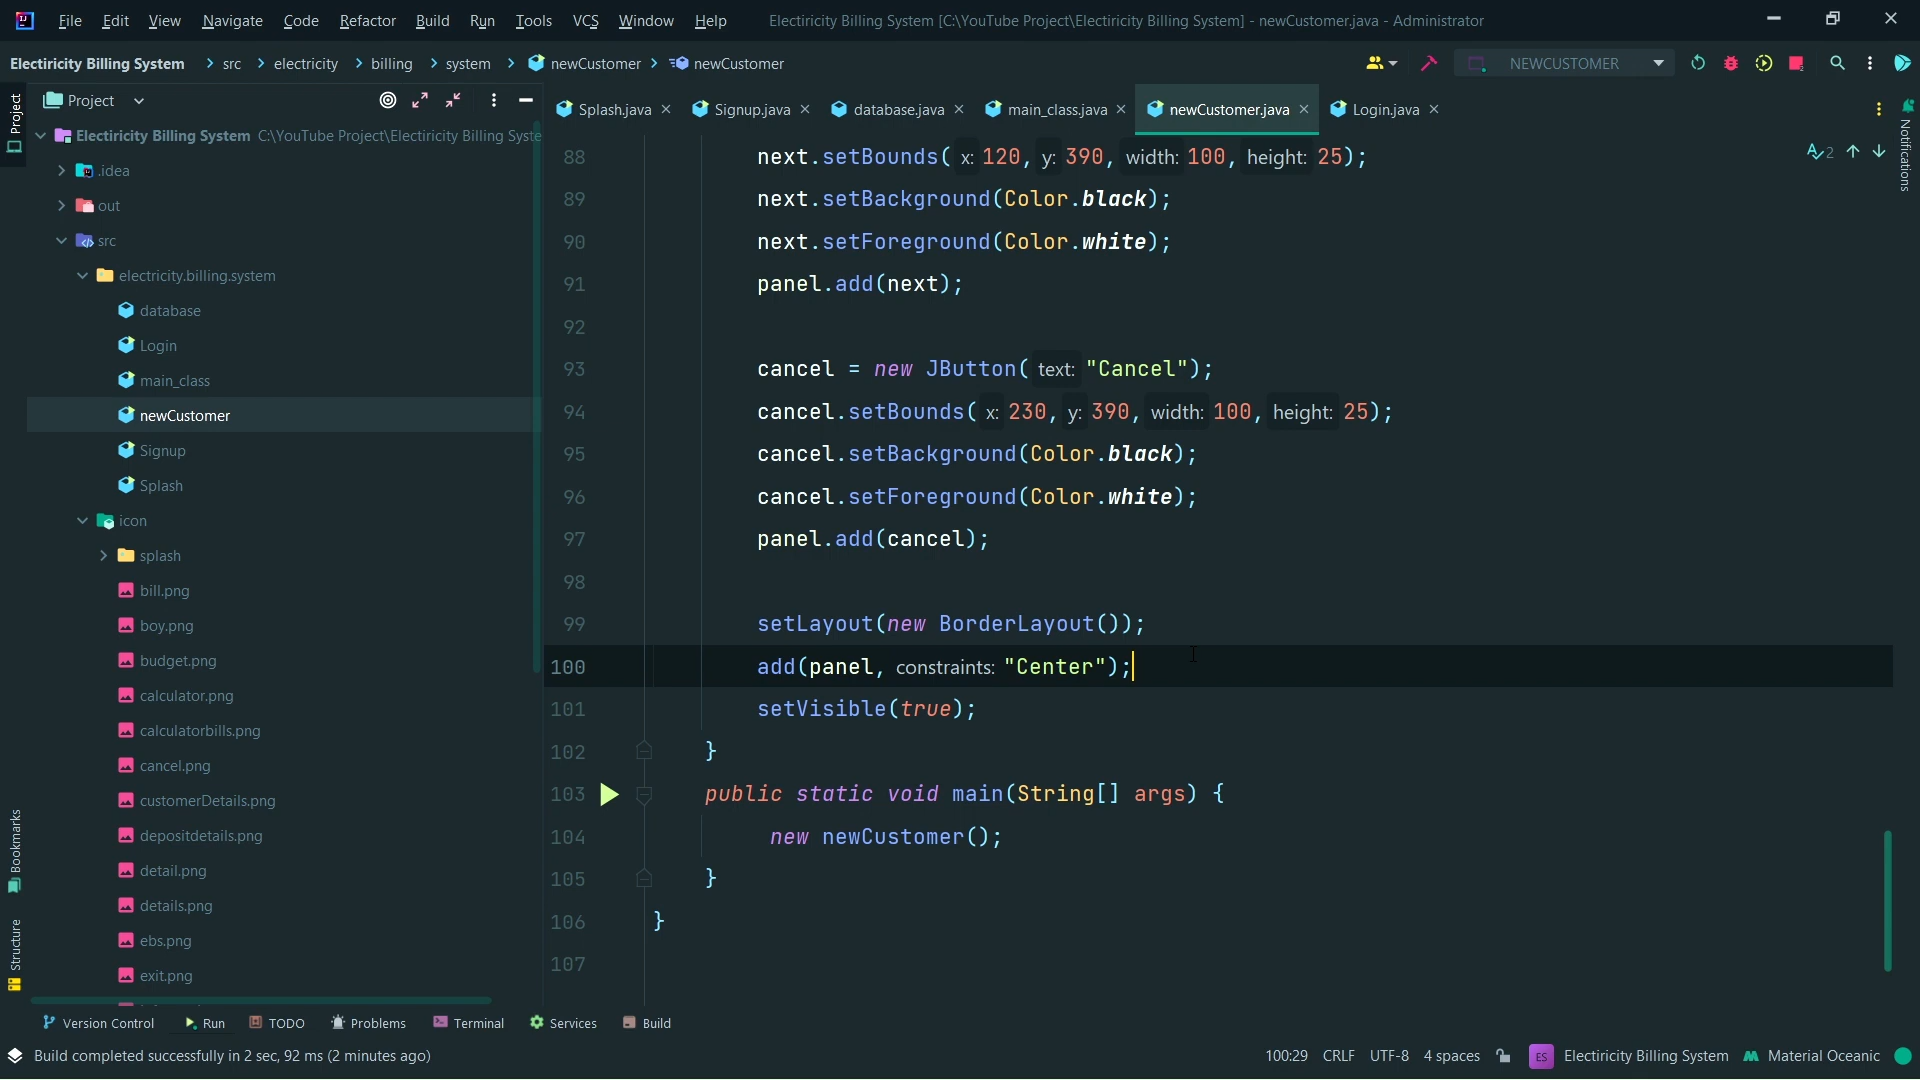 File Edit View Navigate Code Refactor Build Run Tools VCS Window Help Electricity Billing System [C:\YouTube Project\Electricity Billing System] - newCustomer.java - Administrator
Electricity Billing System > src > electricity > billing > system > newCustomer > newCustomer NEWCUSTOMER
Project
Project
Splash.java Signup.java database.java main_class.java newCustomer.java Login.java
Electricity Billing System C:\YouTube Project\Electricity Billing Syste
.idea
out
src
electricity.billing.system
database
Login
main_class
newCustomer
Signup
Splash
icon
splash
bill.png
boy.png
budget.png
calculator.png
calculatorbills.png
cancel.png
customerDetails.png
depositdetails.png
detail.png
details.png
ebs.png
exit.png
Bookmarks
Structure
Notifications
2
88 next.setBounds( x: 120, y: 390, width: 100, height: 25);
89 next.setBackground(Color.black);
90 next.setForeground(Color.white);
91 panel.add(next);
92
93 cancel = new JButton( text: "Cancel");
94 cancel.setBounds( x: 230, y: 390, width: 100, height: 25);
95 cancel.setBackground(Color.black);
96 cancel.setForeground(Color.white);
97 panel.add(cancel);
98
99 setLayout(new BorderLayout());
100 add(panel, constraints: "Center");
101 setVisible(true);
102 }
103 public static void main(String[] args) {
104 new newCustomer();
105 }
106 }
107
Version Control Run TODO Problems Terminal Services Build
Build completed successfully in 2 sec, 92 ms (2 minutes ago) 100:29 CRLF UTF-8 4 spaces ES Electricity Billing System Material Oceanic